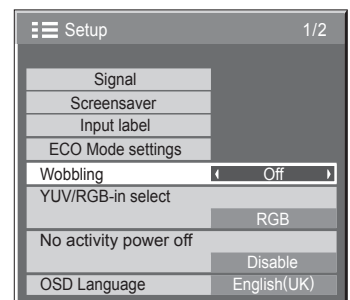 Setup 1/2
Signal
Screensaver
Input label
ECO Mode settings
Wobbling Off
YUV/RGB-in select
RGB
No activity power off
Disable
OSD Language English(UK)